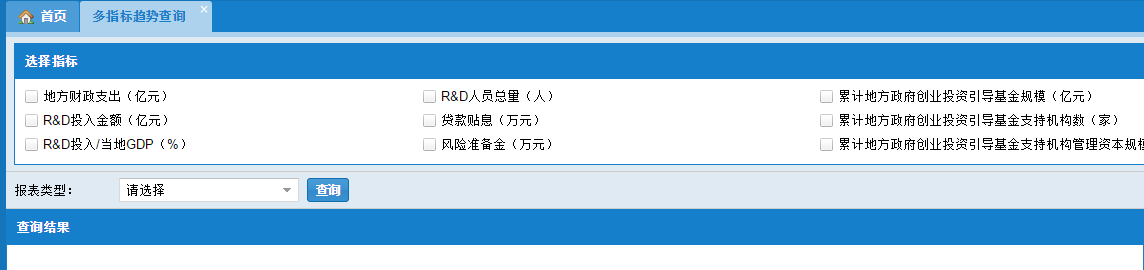 首页 多指标趋势查询
选择指标
地方财政支出（亿元） R&D人员总量（人） 累计地方政府创业投资引导基金规模（亿元）
R&D投入金额（亿元） 贷款贴息（万元） 累计地方政府创业投资引导基金支持机构数（家）
R&D投入/当地GDP（%） 风险准备金（万元） 累计地方政府创业投资引导基金支持机构管理资本规模
报表类型： 请选择 查询
查询结果